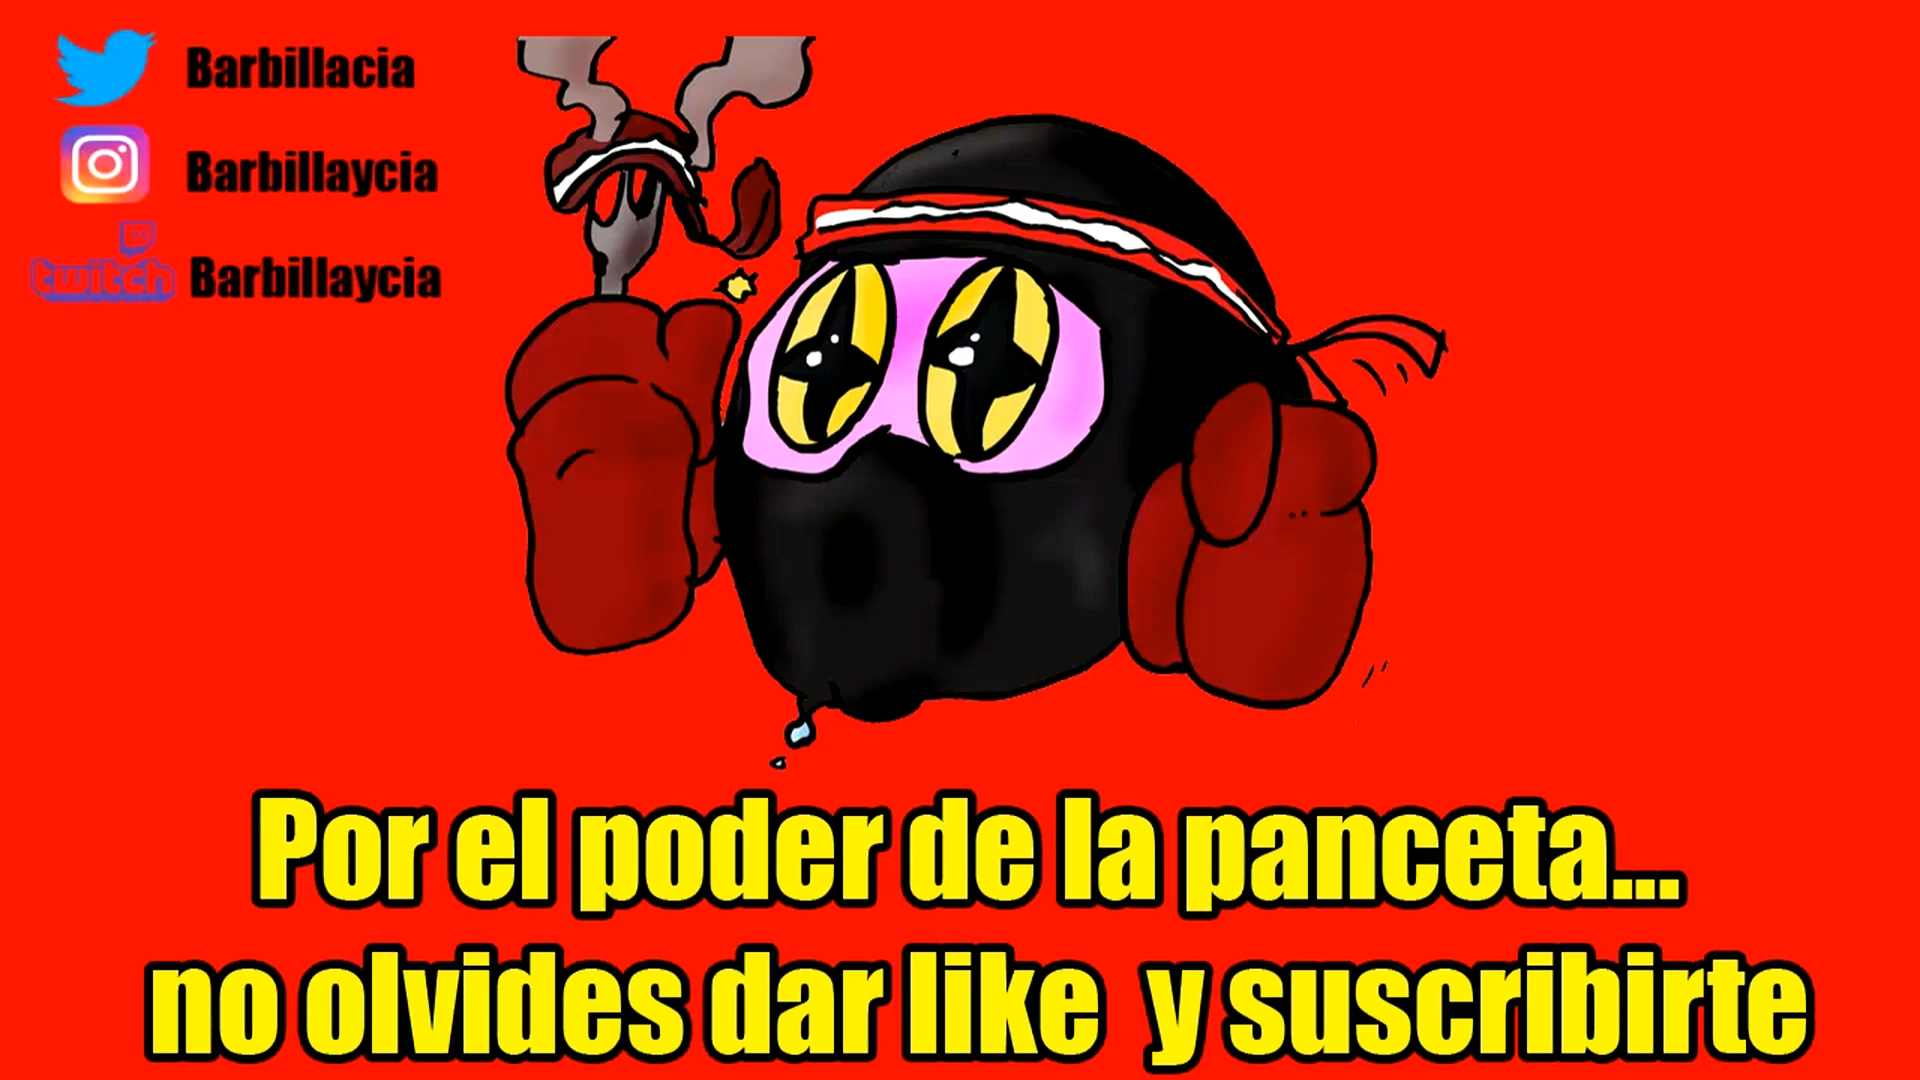 Barbillacia
Barbillaycia
twitch Barbillaycia
Por el poder de la panceta...
no olvides dar like y suscribirte